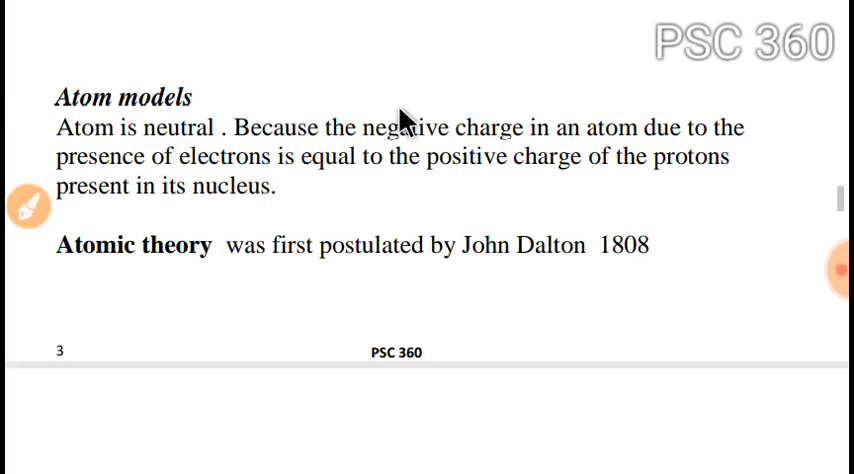 PSC 360
Atom models
Atom is neutral . Because the negative charge in an atom due to the
presence of electrons is equal to the positive charge of the protons
present in its nucleus.
Atomic theory was first postulated by John Dalton 1808
3
PSC 360